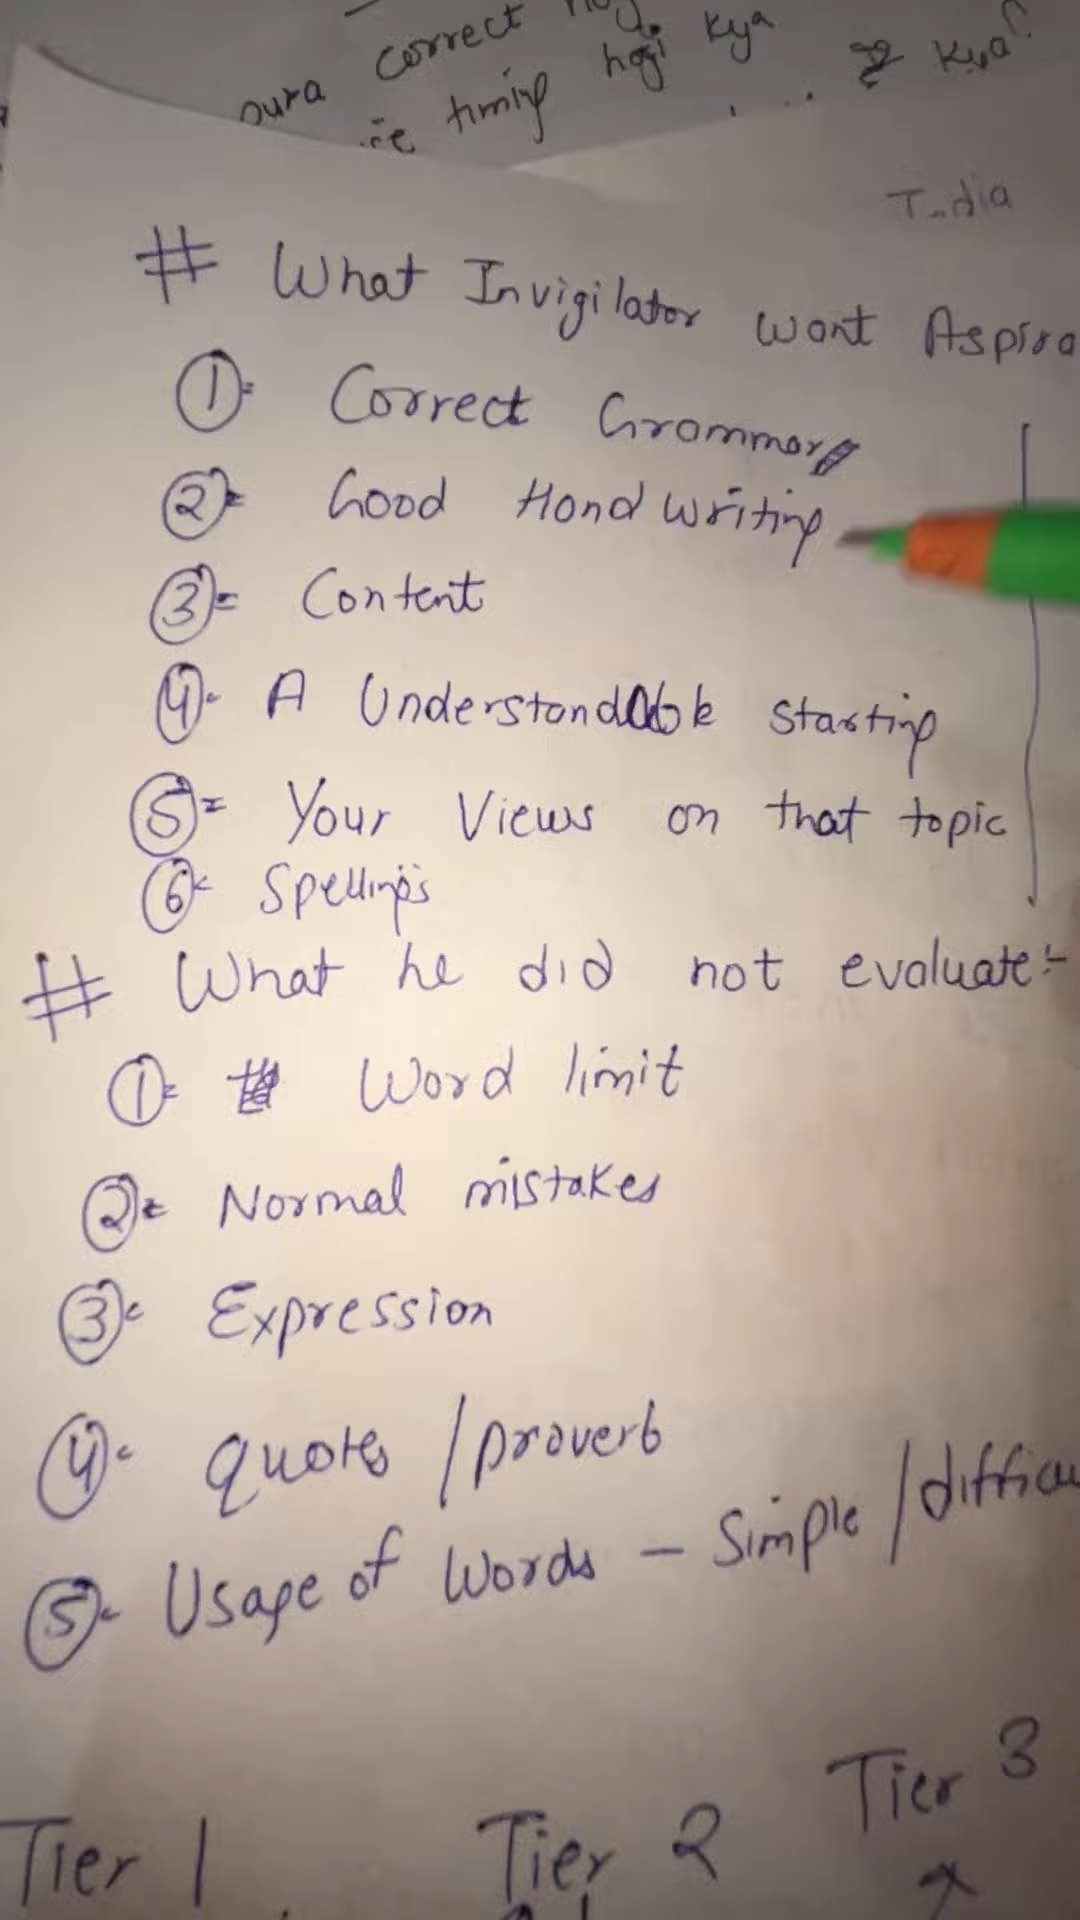 pura correct
timing hogi kya
kya?
India
# What Invigilator want Aspira
①= Correct Grammar
②= Good Hand writing
③= Content
④- A Understandable starting
⑤= Your Views on that topic
⑥- Spellings
# What he did not evaluate:-
①= Word limit
②= Normal mistakes
③- Expression
④- quotes / proverb
⑤- Usage of words - Simple / difficu
Tier 1 Tier 2 Tier 3